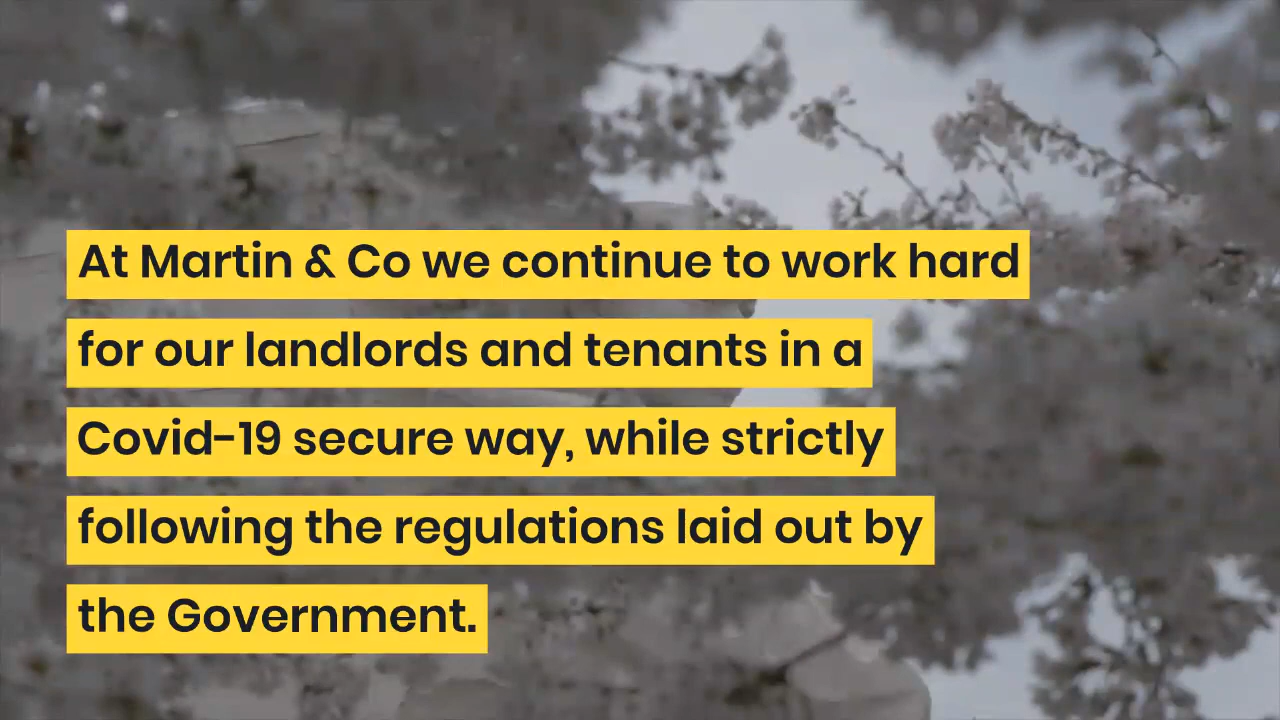 At Martin & Co we continue to work hard
for our landlords and tenants in a
Covid-19 secure way, while strictly
following the regulations laid out by
the Government.